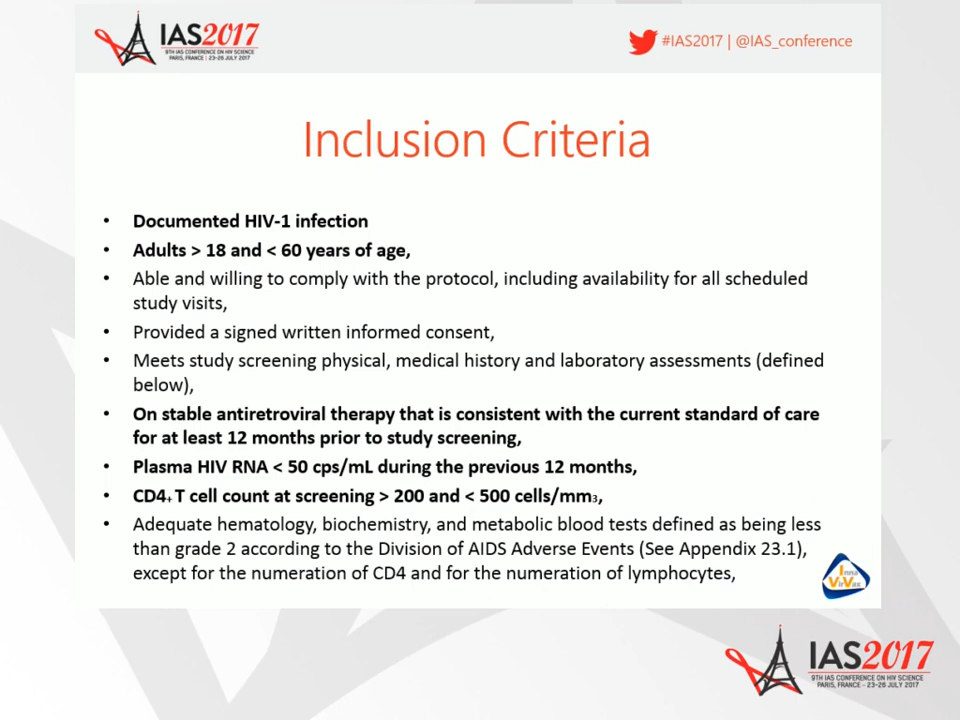 IAS2017
9TH IAS CONFERENCE ON HIV SCIENCE
PARIS, FRANCE | 23-26 JULY 2017
#IAS2017 | @IAS_conference
Inclusion Criteria
• Documented HIV-1 infection
• Adults > 18 and < 60 years of age,
• Able and willing to comply with the protocol, including availability for all scheduled
study visits,
• Provided a signed written informed consent,
• Meets study screening physical, medical history and laboratory assessments (defined
below),
• On stable antiretroviral therapy that is consistent with the current standard of care
for at least 12 months prior to study screening,
• Plasma HIV RNA < 50 cps/mL during the previous 12 months,
• CD4+ T cell count at screening > 200 and < 500 cells/mm3,
• Adequate hematology, biochemistry, and metabolic blood tests defined as being less
than grade 2 according to the Division of AIDS Adverse Events (See Appendix 23.1),
except for the numeration of CD4 and for the numeration of lymphocytes,
Inna
VirVax
IAS2017
9TH IAS CONFERENCE ON HIV SCIENCE
PARIS, FRANCE - 23-26 JULY 2017